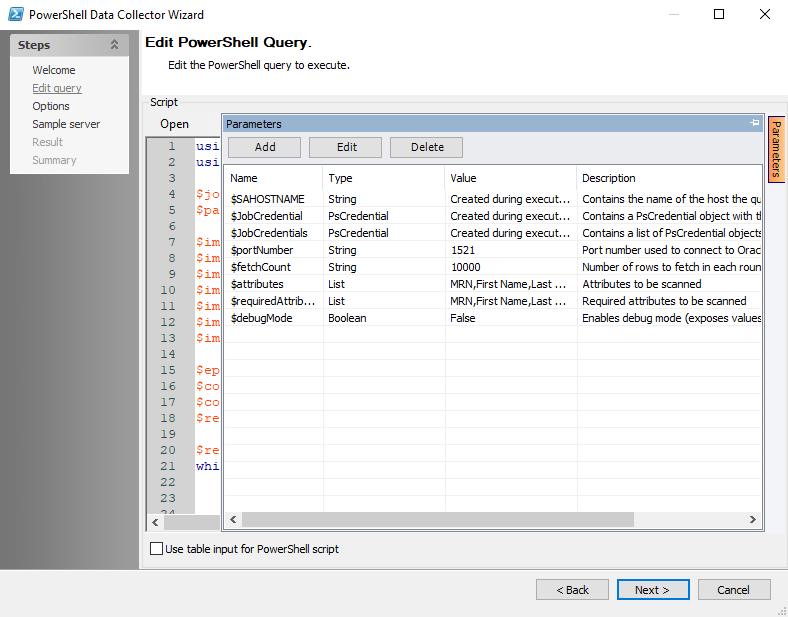 PowerShell Data Collector Wizard
Steps
Welcome
Edit query
Options
Sample server
Result
Summary
Edit PowerShell Query.
Edit the PowerShell query to execute.
Script
Open
Parameters
Add Edit Delete
Name Type Value Description
$SAHOSTNAME String Created during execut... Contains the name of the host the qu
$JobCredential PsCredential Created during execut... Contains a PsCredential object with th
$JobCredentials PsCredential Created during execut... Contains a list of PsCredential objects
$portNumber String 1521 Port number used to connect to Orac
$fetchCount String 10000 Number of rows to fetch in each roun
$attributes List MRN,First Name,Last ... Attributes to be scanned
$requiredAttrib... List MRN,First Name,Last ... Required attributes to be scanned
$debugMode Boolean False Enables debug mode (exposes values
Parameters
1 usi
2 usi
3
4 $jo
5 $pa
6
7 $im
8 $im
9 $im
10 $im
11 $im
12 $im
13 $im
14
15 $ep
16 $co
17 $co
18 $re
19
20 $re
21 whi
22
23
24
Use table input for PowerShell script
< Back Next > Cancel